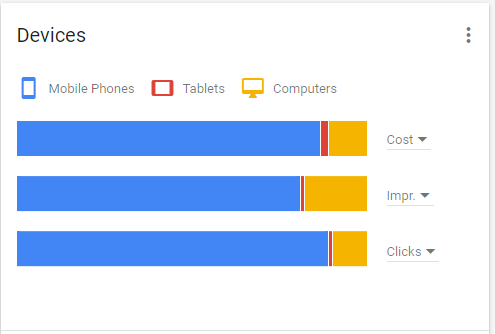 Devices
Mobile Phones Tablets Computers
Cost
Impr.
Clicks